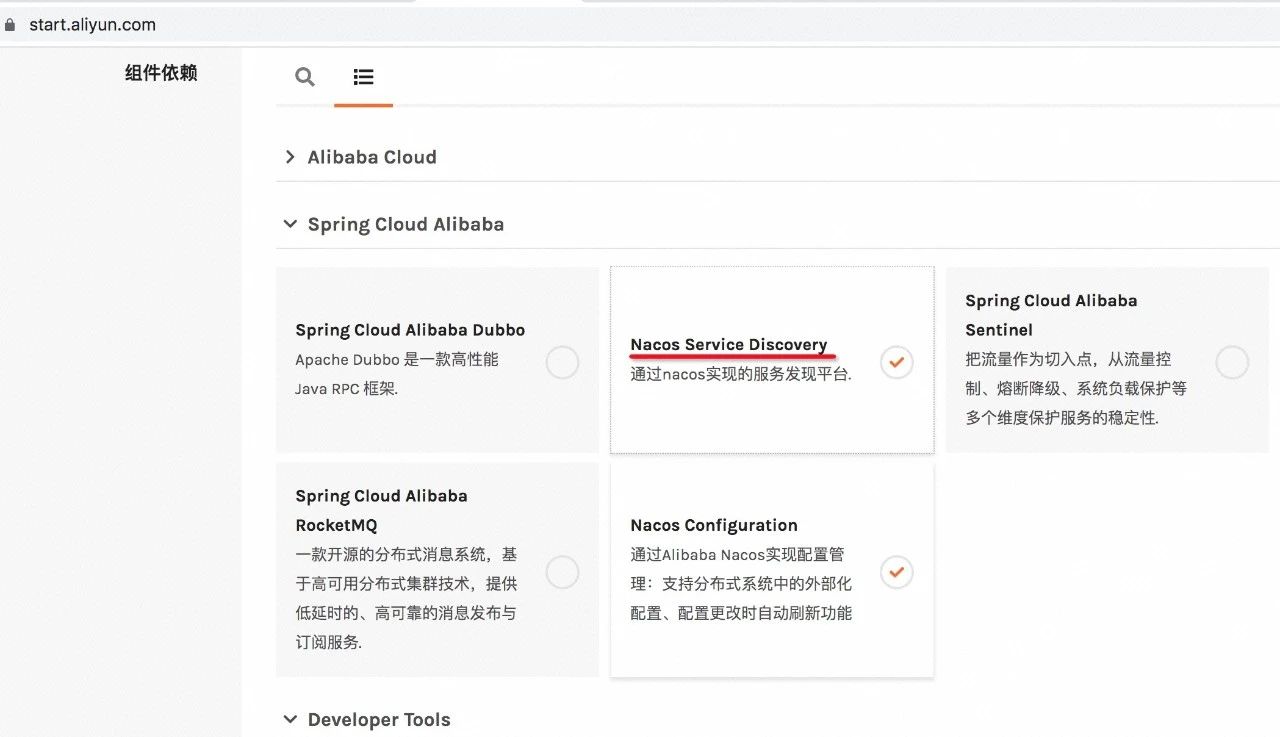 start.aliyun.com
组件依赖
Alibaba Cloud
Spring Cloud Alibaba
Spring Cloud Alibaba Dubbo
Apache Dubbo 是一款高性能
Java RPC 框架.
Nacos Service Discovery
通过nacos实现的服务发现平台.
Spring Cloud Alibaba
Sentinel
把流量作为切入点，从流量控
制、熔断降级、系统负载保护等
多个维度保护服务的稳定性.
Spring Cloud Alibaba
RocketMQ
一款开源的分布式消息系统，基
于高可用分布式集群技术，提供
低延时的、高可靠的消息发布与
订阅服务.
Nacos Configuration
通过Alibaba Nacos实现配置管
理：支持分布式系统中的外部化
配置、配置更改时自动刷新功能
Developer Tools